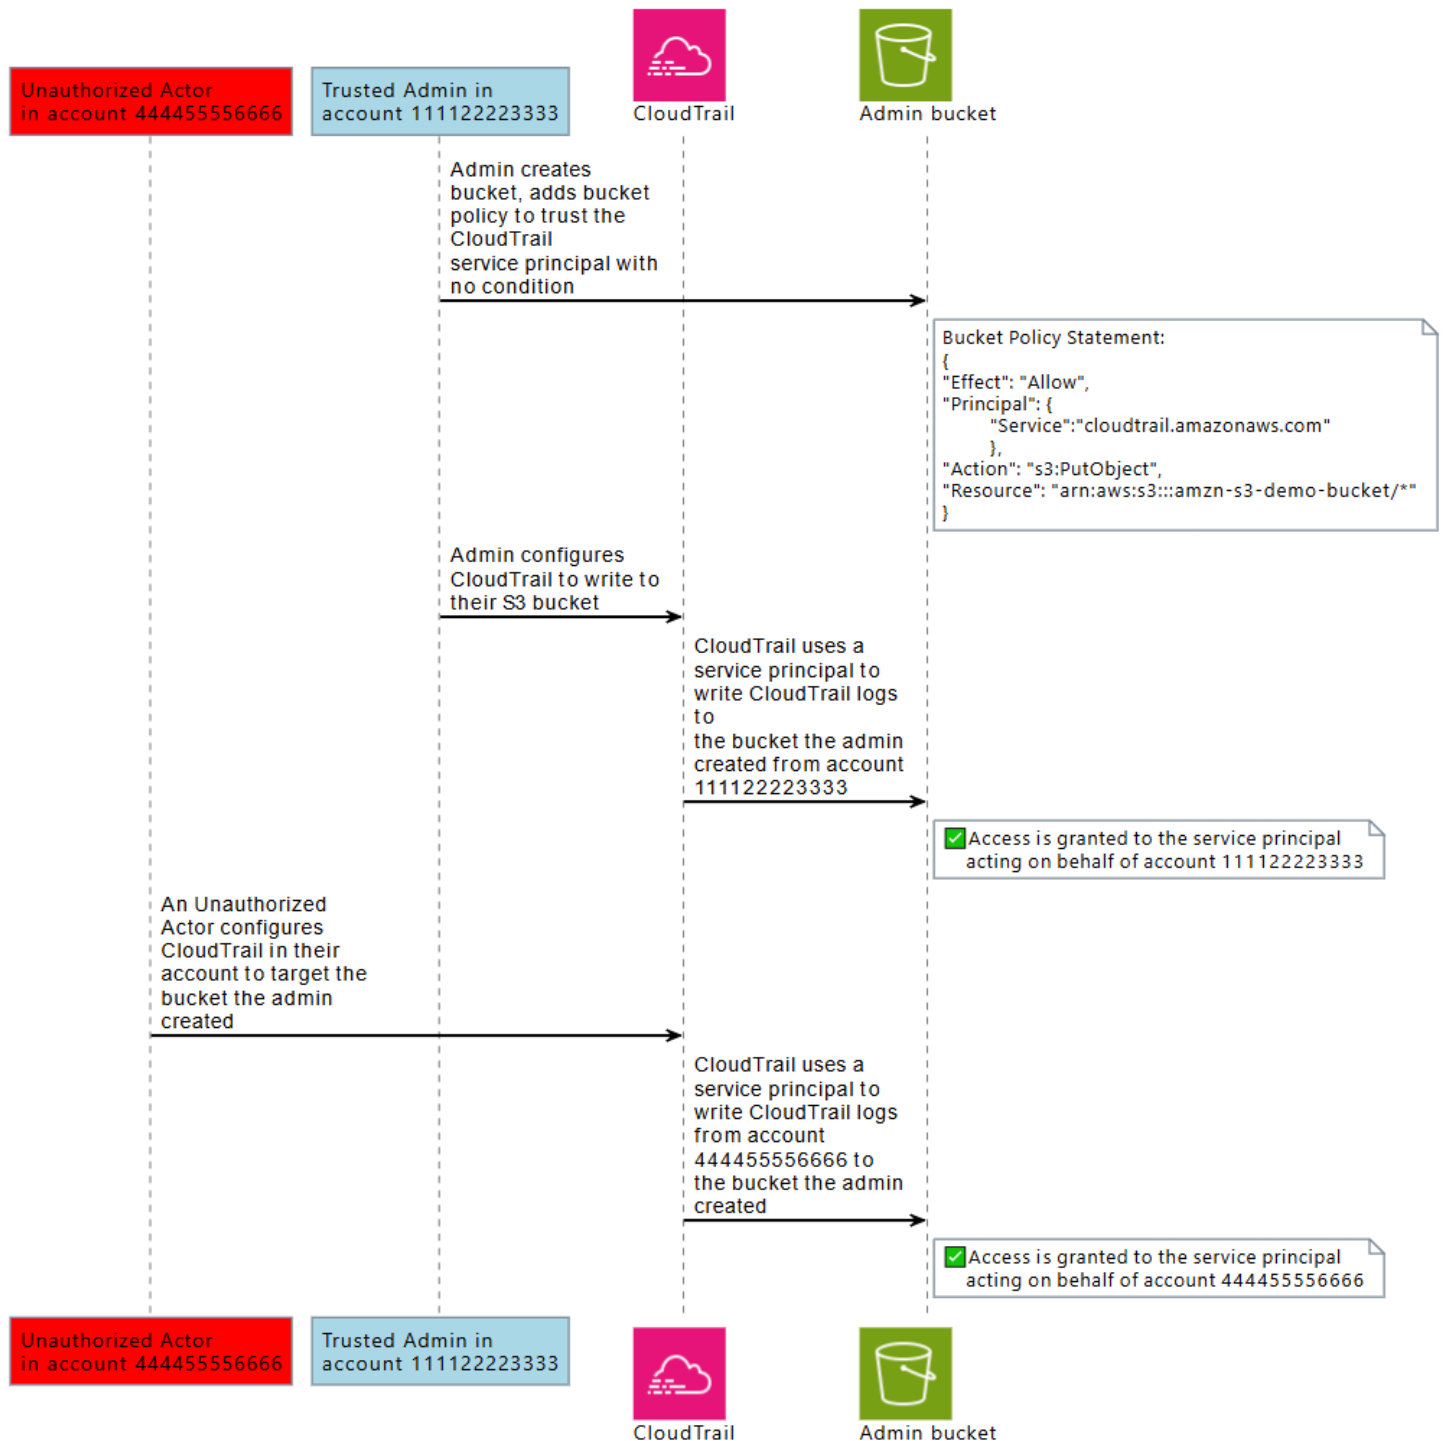 Unauthorized Actor
in account 444455556666
Trusted Admin in
account 111122223333
CloudTrail
Admin bucket
Admin creates
bucket, adds bucket
policy to trust the
CloudTrail
service principal with
no condition
Bucket Policy Statement:
{
"Effect": "Allow",
"Principal": {
"Service":"cloudtrail.amazonaws.com"
},
"Action": "s3:PutObject",
"Resource": "arn:aws:s3:::amzn-s3-demo-bucket/*"
}
Admin configures
CloudTrail to write to
their S3 bucket
CloudTrail uses a
service principal to
write CloudTrail logs
to
the bucket the admin
created from account
111122223333
✅Access is granted to the service principal
acting on behalf of account 111122223333
An Unauthorized
Actor configures
CloudTrail in their
account to target the
bucket the admin
created
CloudTrail uses a
service principal to
write CloudTrail logs
from account
444455556666 to
the bucket the admin
created
✅Access is granted to the service principal
acting on behalf of account 444455556666
Unauthorized Actor
in account 444455556666
Trusted Admin in
account 111122223333
CloudTrail
Admin bucket